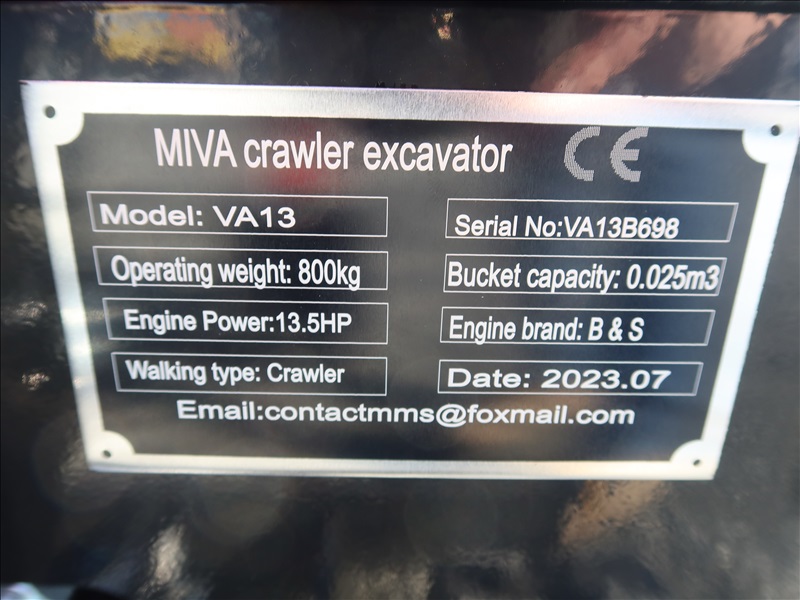 MIVA crawler excavator CE
Model: VA13
Serial No:VA13B698
Operating weight: 800kg
Bucket capacity: 0.025m3
Engine Power:13.5HP
Engine brand: B & S
Walking type: Crawler
Date: 2023.07
Email:contactmms@foxmail.com